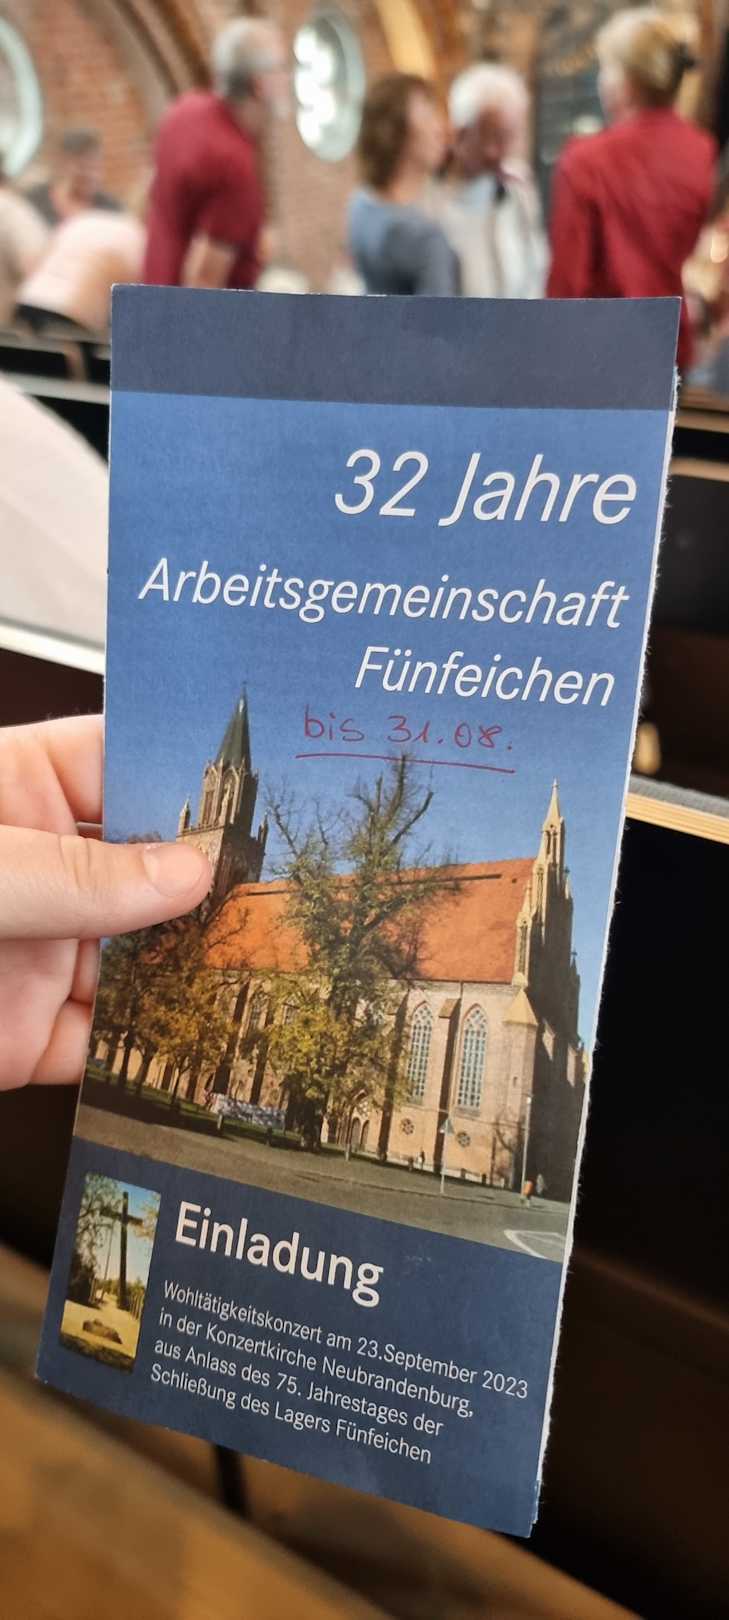 32 Jahre
Arbeitsgemeinschaft
Fünfeichen
bis 31.08.
Einladung
Wohltätigkeitskonzert am 23.September 2023
in der Konzertkirche Neubrandenburg,
aus Anlass des 75. Jahrestages der
Schließung des Lagers Fünfeichen